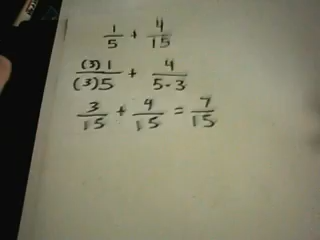 1/5 + 4/15
(3)1/(3)5 + 4/5·3
3/15 + 4/15 = 7/15